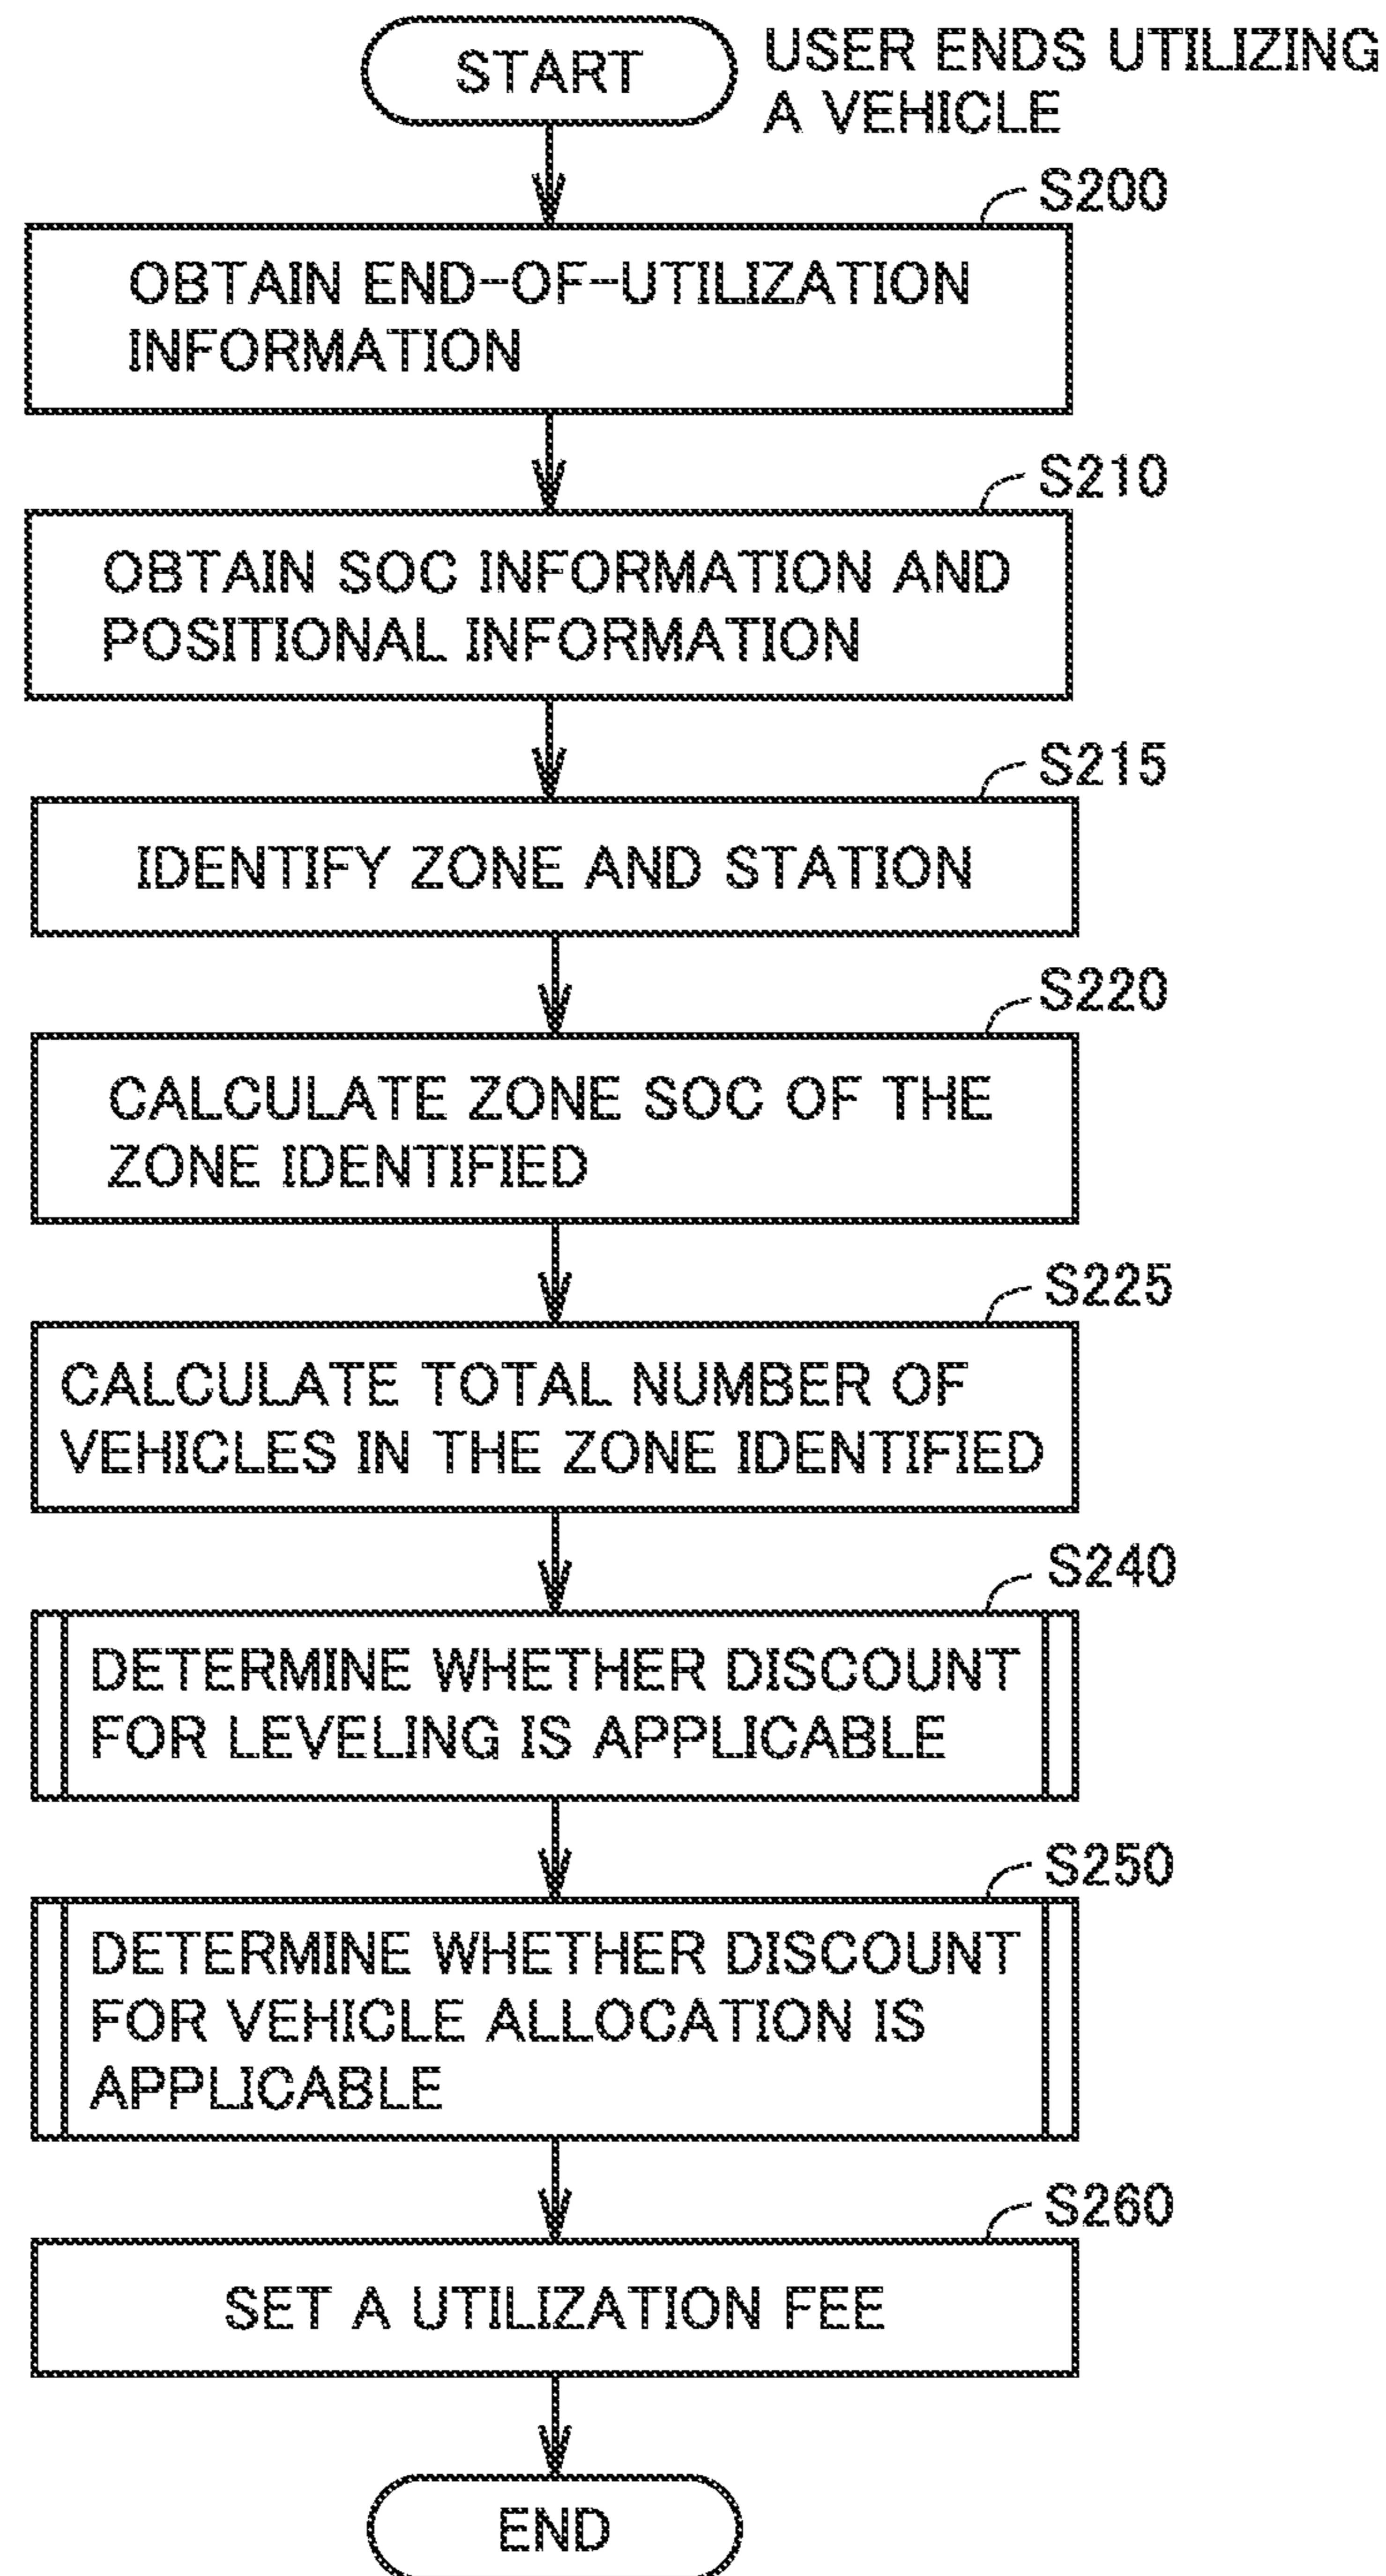 START
USER ENDS UTILIZING
A VEHICLE
S200
OBTAIN END-OF-UTILIZATION
INFORMATION
S210
OBTAIN SOC INFORMATION AND
POSITIONAL INFORMATION
S215
IDENTIFY ZONE AND STATION
S220
CALCULATE ZONE SOC OF THE
ZONE IDENTIFIED
S225
CALCULATE TOTAL NUMBER OF
VEHICLES IN THE ZONE IDENTIFIED
S240
DETERMINE WHETHER DISCOUNT
FOR LEVELING IS APPLICABLE
S250
DETERMINE WHETHER DISCOUNT
FOR VEHICLE ALLOCATION IS
APPLICABLE
S260
SET A UTILIZATION FEE
END